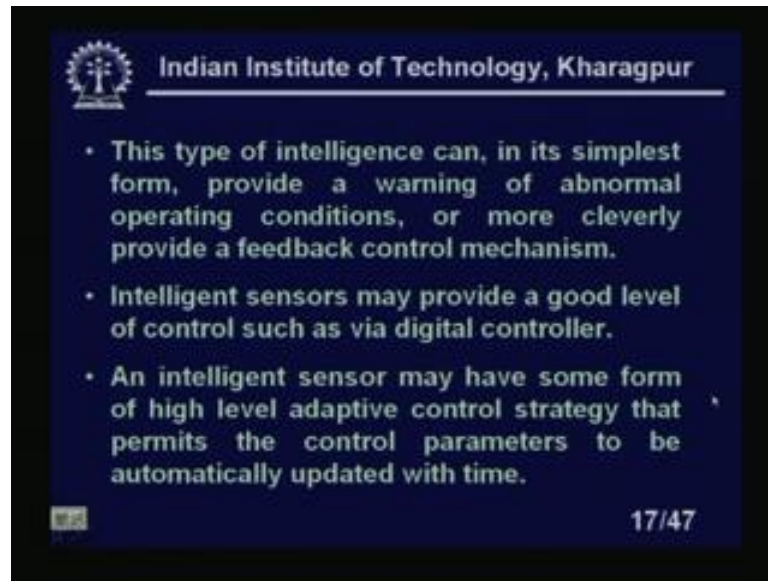 Indian Institute of Technology, Kharagpur
• This type of intelligence can, in its simplest
form, provide a warning of abnormal
operating conditions, or more cleverly
provide a feedback control mechanism.
• Intelligent sensors may provide a good level
of control such as via digital controller.
• An intelligent sensor may have some form
of high level adaptive control strategy that
permits the control parameters to be
automatically updated with time.
17/47